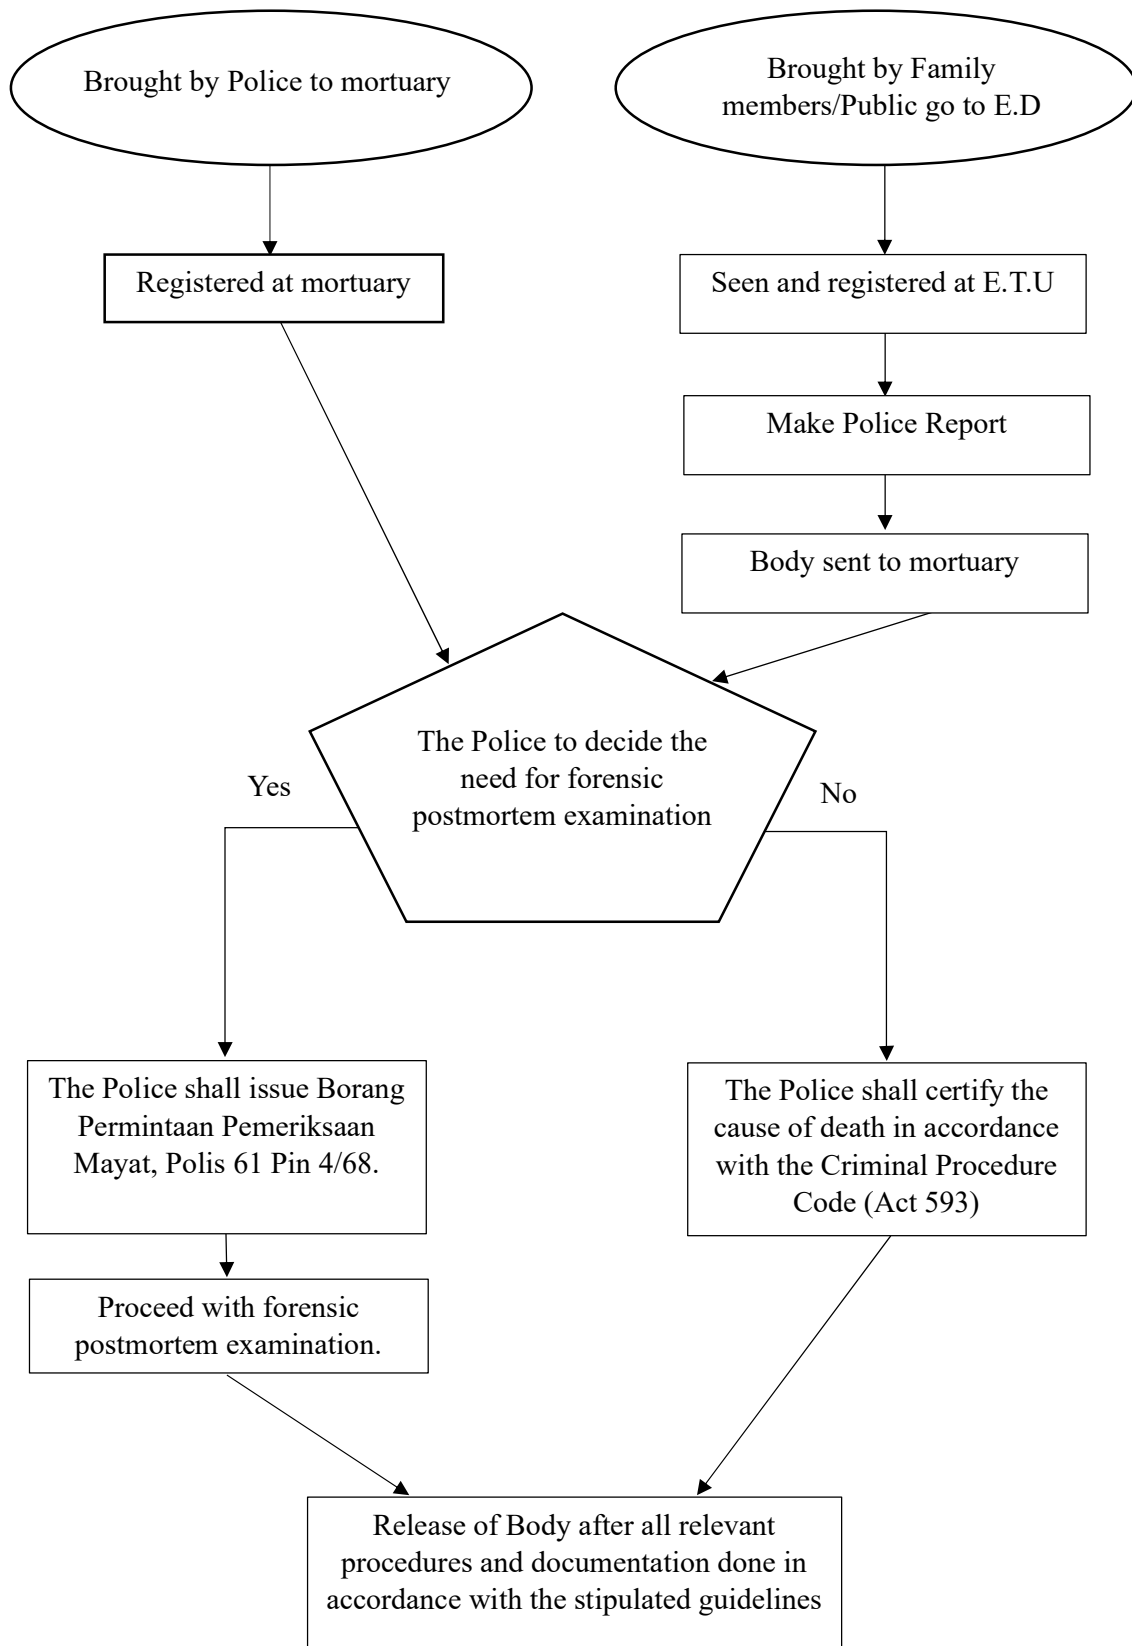 Brought by Police to mortuary
Brought by Family
members/Public go to E.D
Registered at mortuary
Seen and registered at E.T.U
Make Police Report
Body sent to mortuary
The Police to decide the
need for forensic
postmortem examination
Yes
No
The Police shall issue Borang
Permintaan Pemeriksaan
Mayat, Polis 61 Pin 4/68.
The Police shall certify the
cause of death in accordance
with the Criminal Procedure
Code (Act 593)
Proceed with forensic
postmortem examination.
Release of Body after all relevant
procedures and documentation done in
accordance with the stipulated guidelines